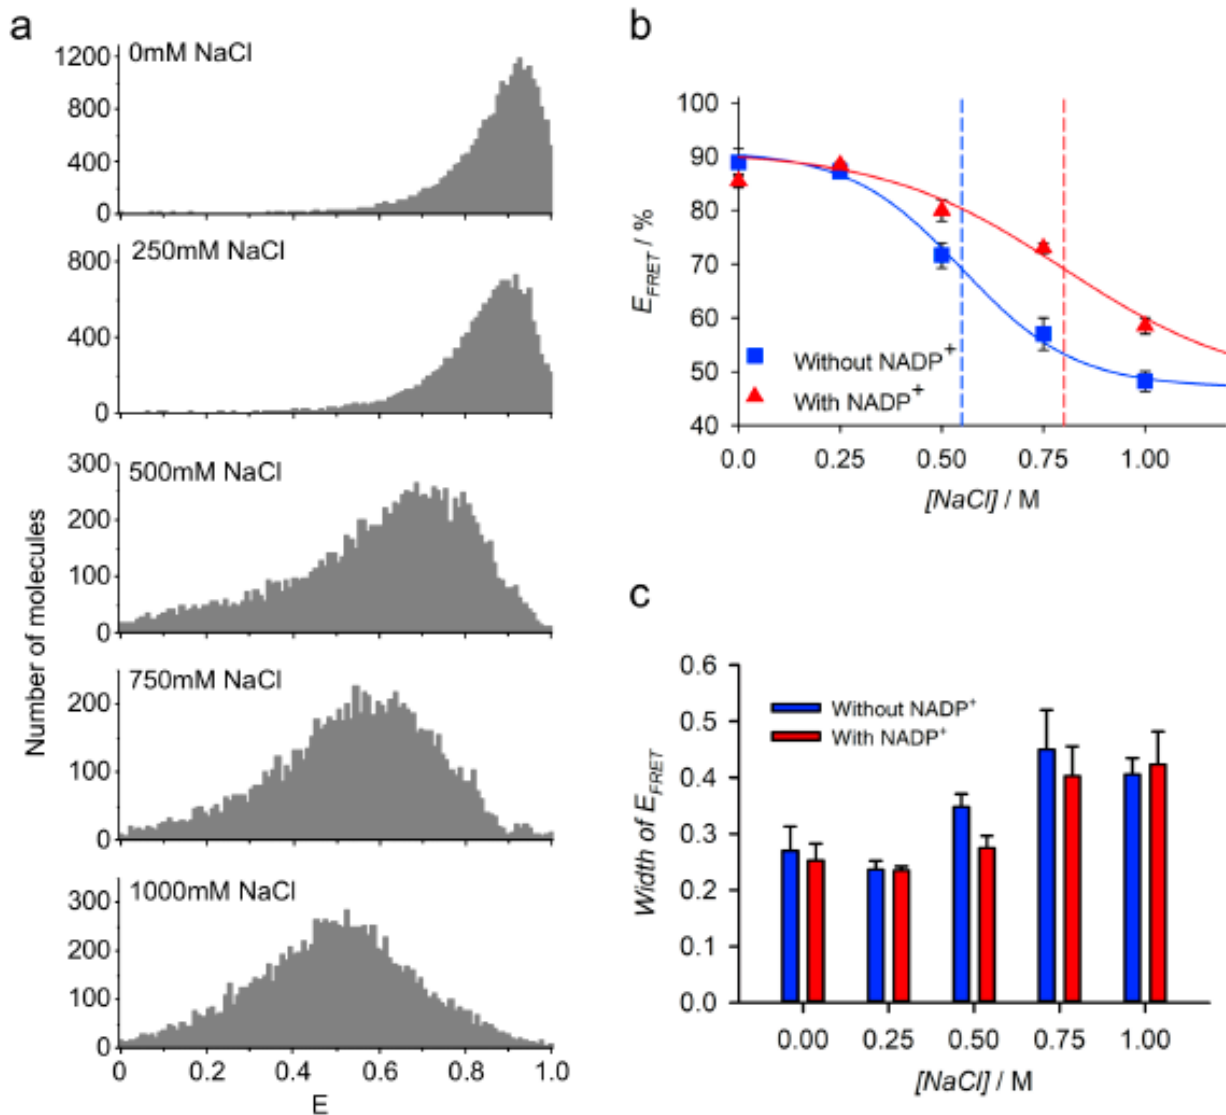 a
0mM NaCl
1200
800
400
0
250mM NaCl
800
400
0
500mM NaCl
300
200
100
0
750mM NaCl
200
100
0
1000mM NaCl
300
200
100
0
0 0.2 0.4 0.6 0.8 1.0
E
Number of molecules
b
100
90
80
70
60
50
40
E_FRET / %
Without NADP⁺
With NADP⁺
0.0 0.25 0.50 0.75 1.00
[NaCl] / M
c
0.6
0.5
0.4
0.3
0.2
0.1
0.0
Width of E_FRET
Without NADP⁺
With NADP⁺
0.00 0.25 0.50 0.75 1.00
[NaCl] / M